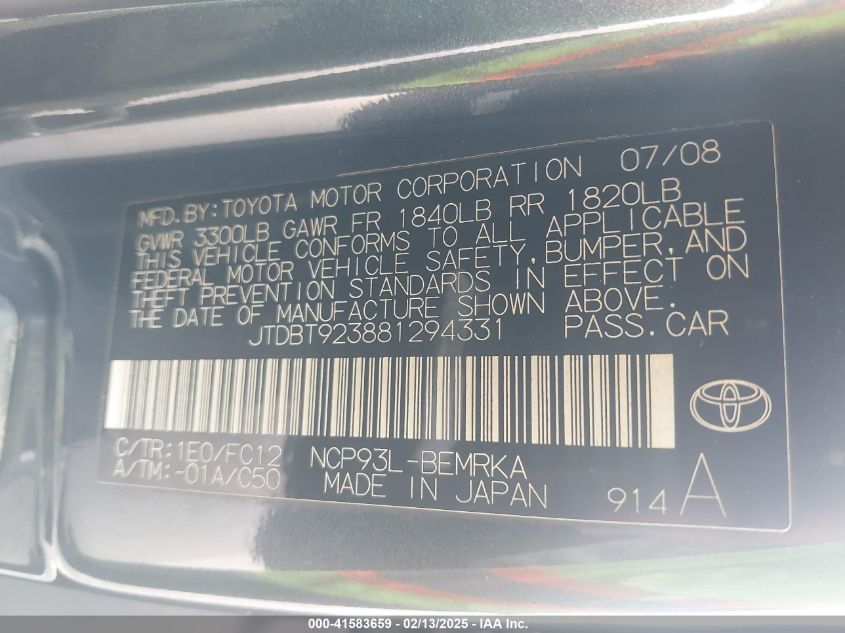 MFD. BY: TOYOTA MOTOR CORPORATION 07/08
GVWR 3300LB GAWR FR 1840LB RR 1820LB
THIS VEHICLE CONFORMS TO ALL APPLICABLE
FEDERAL MOTOR VEHICLE SAFETY, BUMPER, AND
THEFT PREVENTION STANDARDS IN EFFECT ON
THE DATE OF MANUFACTURE SHOWN ABOVE.
JTDBT923881294331 PASS. CAR
C/TR: 1E0/FC12 NCP93L-BEMRKA
A/TM: -01A/C50 MADE IN JAPAN 914 A
000-41583659 - 02/13/2025 - IAA Inc.